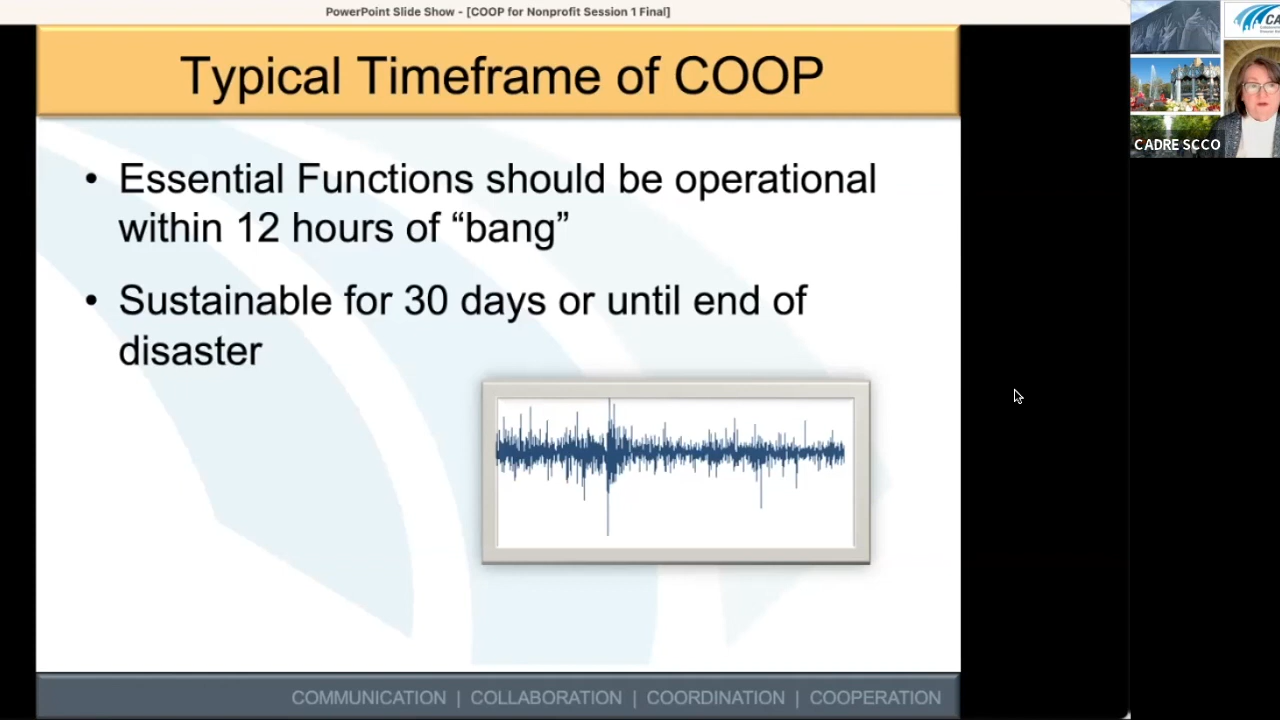 PowerPoint Slide Show - [COOP for Nonprofit Session 1 Final]
Typical Timeframe of COOP
• Essential Functions should be operational
within 12 hours of “bang”
• Sustainable for 30 days or until end of
disaster
COMMUNICATION | COLLABORATION | COORDINATION | COOPERATION
CADRE SCCO